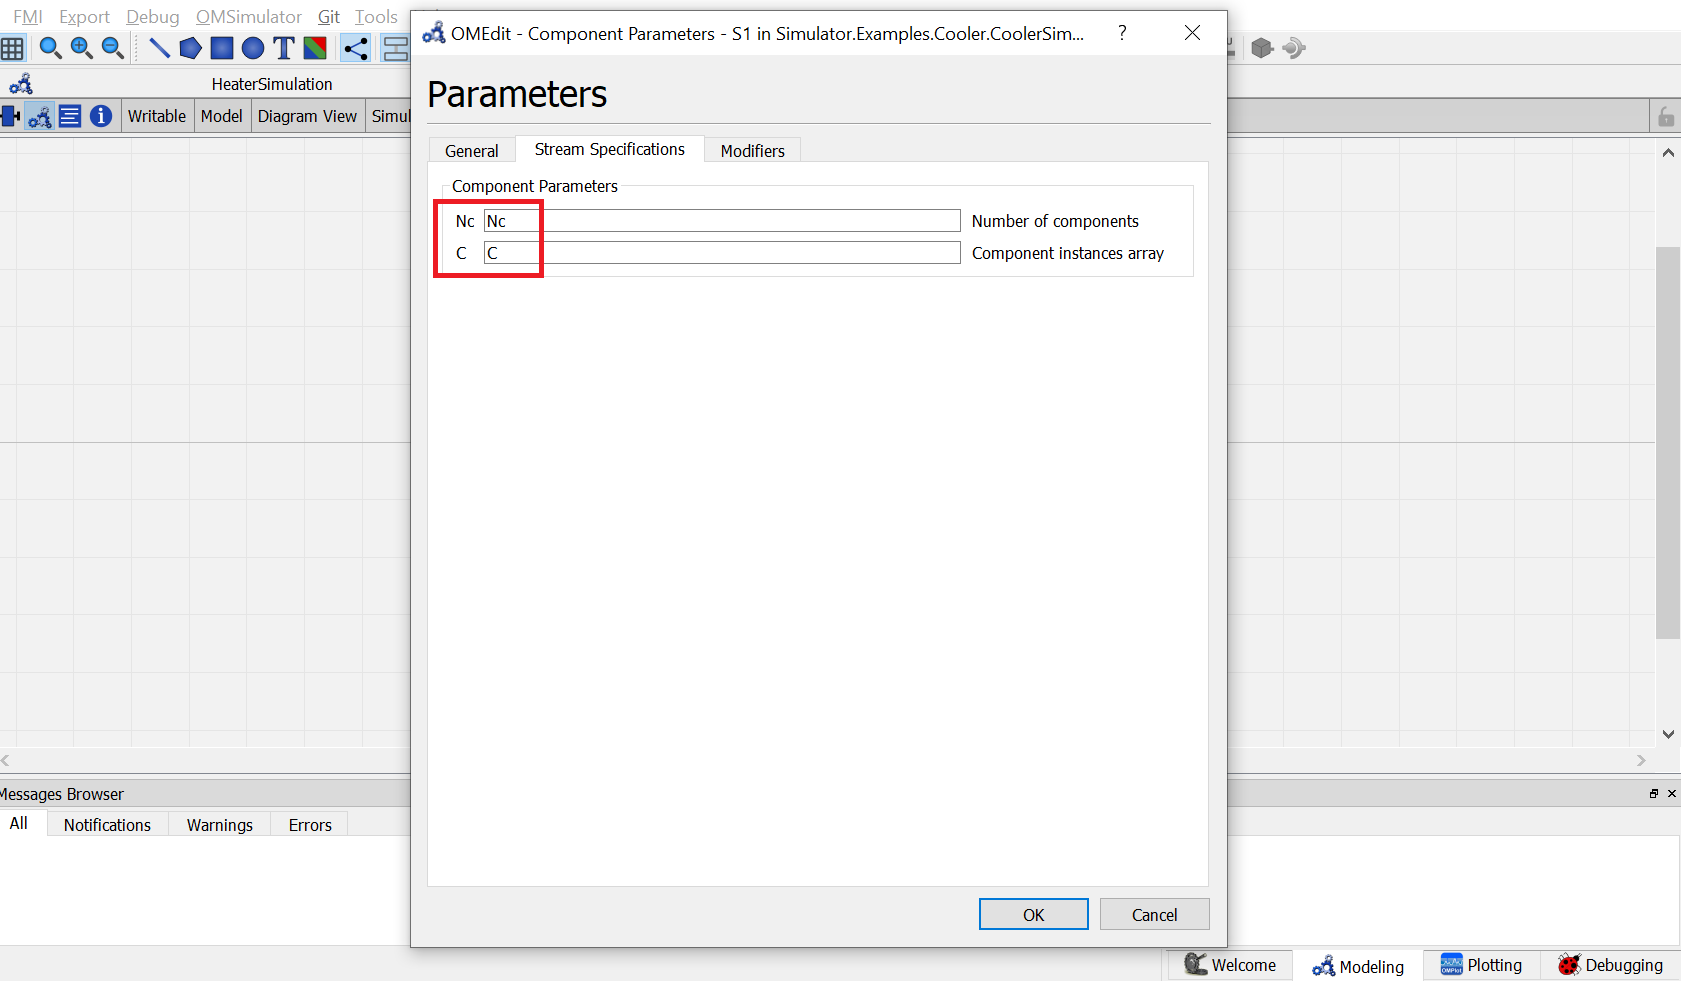 FMI Export Debug OMSimulator Git Tools
OMEdit - Component Parameters - S1 in Simulator.Examples.Cooler.CoolerSim... ?
HeaterSimulation
Parameters
Writable Model Diagram View Simul
General Stream Specifications Modifiers
Component Parameters
Nc Nc Number of components
C C Component instances array
Messages Browser
All Notifications Warnings Errors
OK Cancel
Welcome Modeling Plotting Debugging